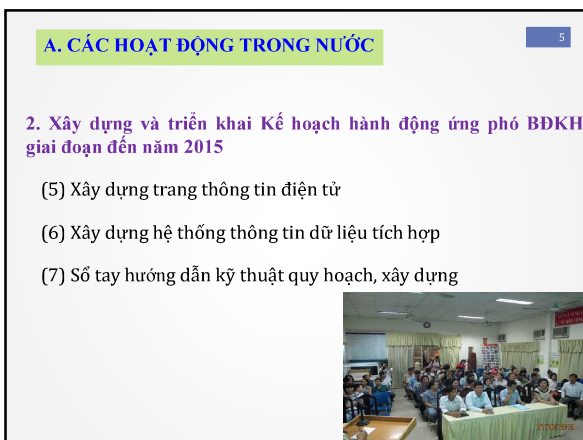 A. CÁC HOẠT ĐỘNG TRONG NƯỚC
5
2. Xây dựng và triển khai Kế hoạch hành động ứng phó BĐKH
giai đoạn đến năm 2015
(5) Xây dựng trang thông tin điện tử
(6) Xây dựng hệ thống thông tin dữ liệu tích hợp
(7) Sổ tay hướng dẫn kỹ thuật quy hoạch, xây dựng